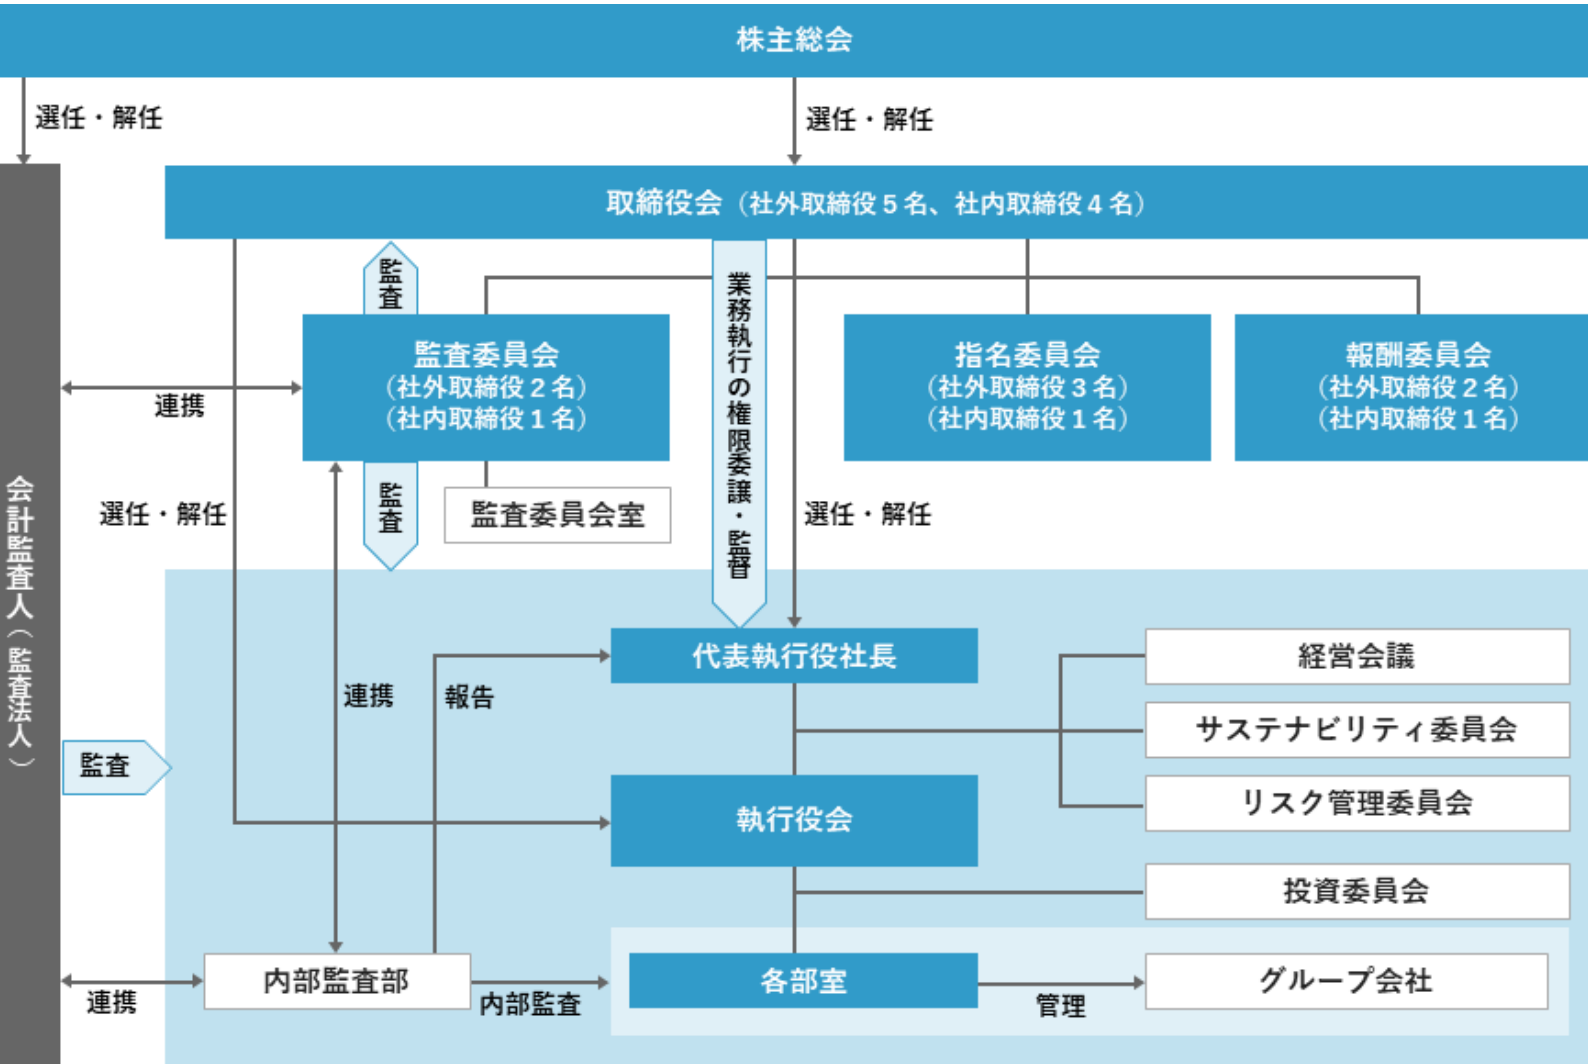 株主総会
選任・解任
選任・解任
取締役会（社外取締役5名、社内取締役4名）
監査
業務執行の権限委譲・監督
監査委員会
（社外取締役2名）
（社内取締役1名）
指名委員会
（社外取締役3名）
（社内取締役1名）
報酬委員会
（社外取締役2名）
（社内取締役1名）
連携
会計監査人（監査法人）
選任・解任
監査
監査委員会室
選任・解任
代表執行役社長
経営会議
連携
報告
サステナビリティ委員会
監査
リスク管理委員会
執行役会
投資委員会
内部監査部
各部室
グループ会社
連携
内部監査
管理